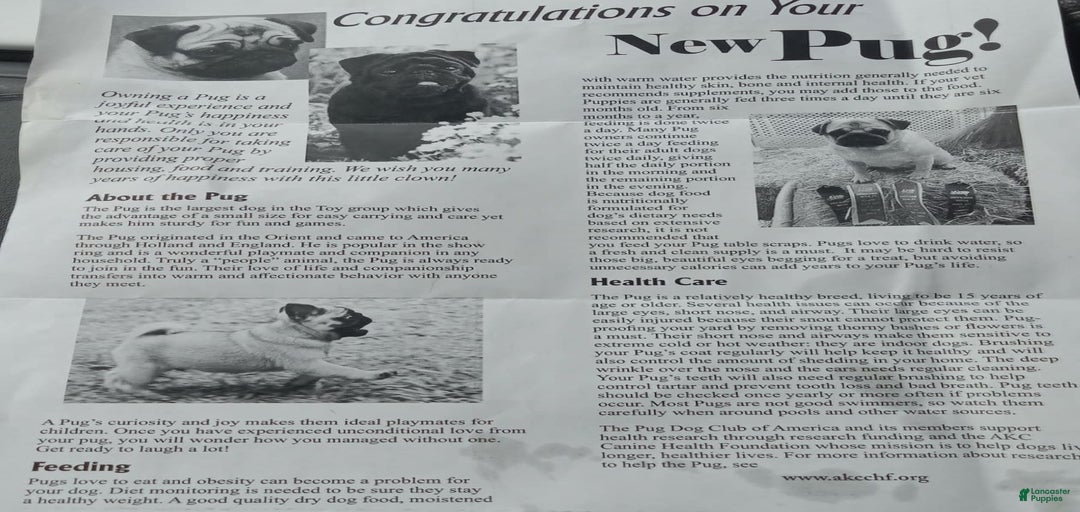 Congratulations on Your
New Pug!
Owning a Pug is a
joyful experience and
your Pug's happiness
and health is in your
hands. Only you are
responsible for taking
care of your Pug by
providing proper
housing, food and training. We wish you many
years of happiness with this little clown!
About the Pug
The Pug is the largest dog in the Toy group which gives
the advantage of a small size for easy carrying and care yet
makes him sturdy for fun and games.
The Pug originated in the Orient and came to America
through Holland and England. He is popular in the show
ring and is a wonderful playmate and companion in any
household. Truly a "people" animal, the Pug is always ready
to join in the fun. Their love of life and companionship
transfers into warm and affectionate behavior with anyone
they meet.
A Pug's curiosity and joy makes them ideal playmates for
children. Once you have experienced unconditional love from
your pug, you will wonder how you managed without one.
Get ready to laugh a lot!
Feeding
Pugs love to eat and obesity can become a problem for
your dog. Diet monitoring is needed to be sure they stay
a healthy weight. A good quality dry dog food, moistened
with warm water provides the nutrition generally needed to
maintain healthy skin, bone and internal health. If your vet
recommends supplements, you may add those to the food.
Puppies are generally fed three times a day until they are six
months old. From six
months to a year,
feeding is done twice
a day. Many Pug
owners continue
twice a day feeding
for their adult dogs
twice daily, giving
half the daily portion
in the morning and
the remaining portion
in the evening.
Because dog food
is nutritionally
formulated for
dog's dietary needs
based on extensive
research, it is not
recommended that
you feed your Pug table scraps. Pugs love to drink water, so
a fresh and clean supply is a must. It may be hard to resist
those big, beautiful eyes begging for a treat, but avoiding
unnecessary calories can add years to your Pug's life.
Health Care
The Pug is a relatively healthy breed, living to be 15 years of
age or older. Several health issues can occur because of the
large eyes, short nose, and airway. Their large eyes can be
easily injured because their snout cannot protect them. Pug-
proofing your yard by removing thorny bushes or flowers is
a must. Their short nose and airway make them sensitive to
extreme cold or hot weather; they are indoor dogs. Brushing
your Pug's coat regularly will help keep it healthy and will
also control the amount of shedding in your home. The deep
wrinkle over the nose and the ears needs regular cleaning.
Your Pug's teeth will also need regular brushing to help
control tartar and prevent tooth loss and bad breath. Pug teeth
should be checked once yearly or more often if problems
occur. Most Pugs are not good swimmers, so watch them
carefully when around pools and other water sources.
The Pug Dog Club of America and its members support
health research through research funding and the AKC
Canine Health Foundation whose mission is to help dogs liv
longer, healthier lives. For more information about research
to help the Pug, see
www.akcchf.org
Lancaster
Puppies